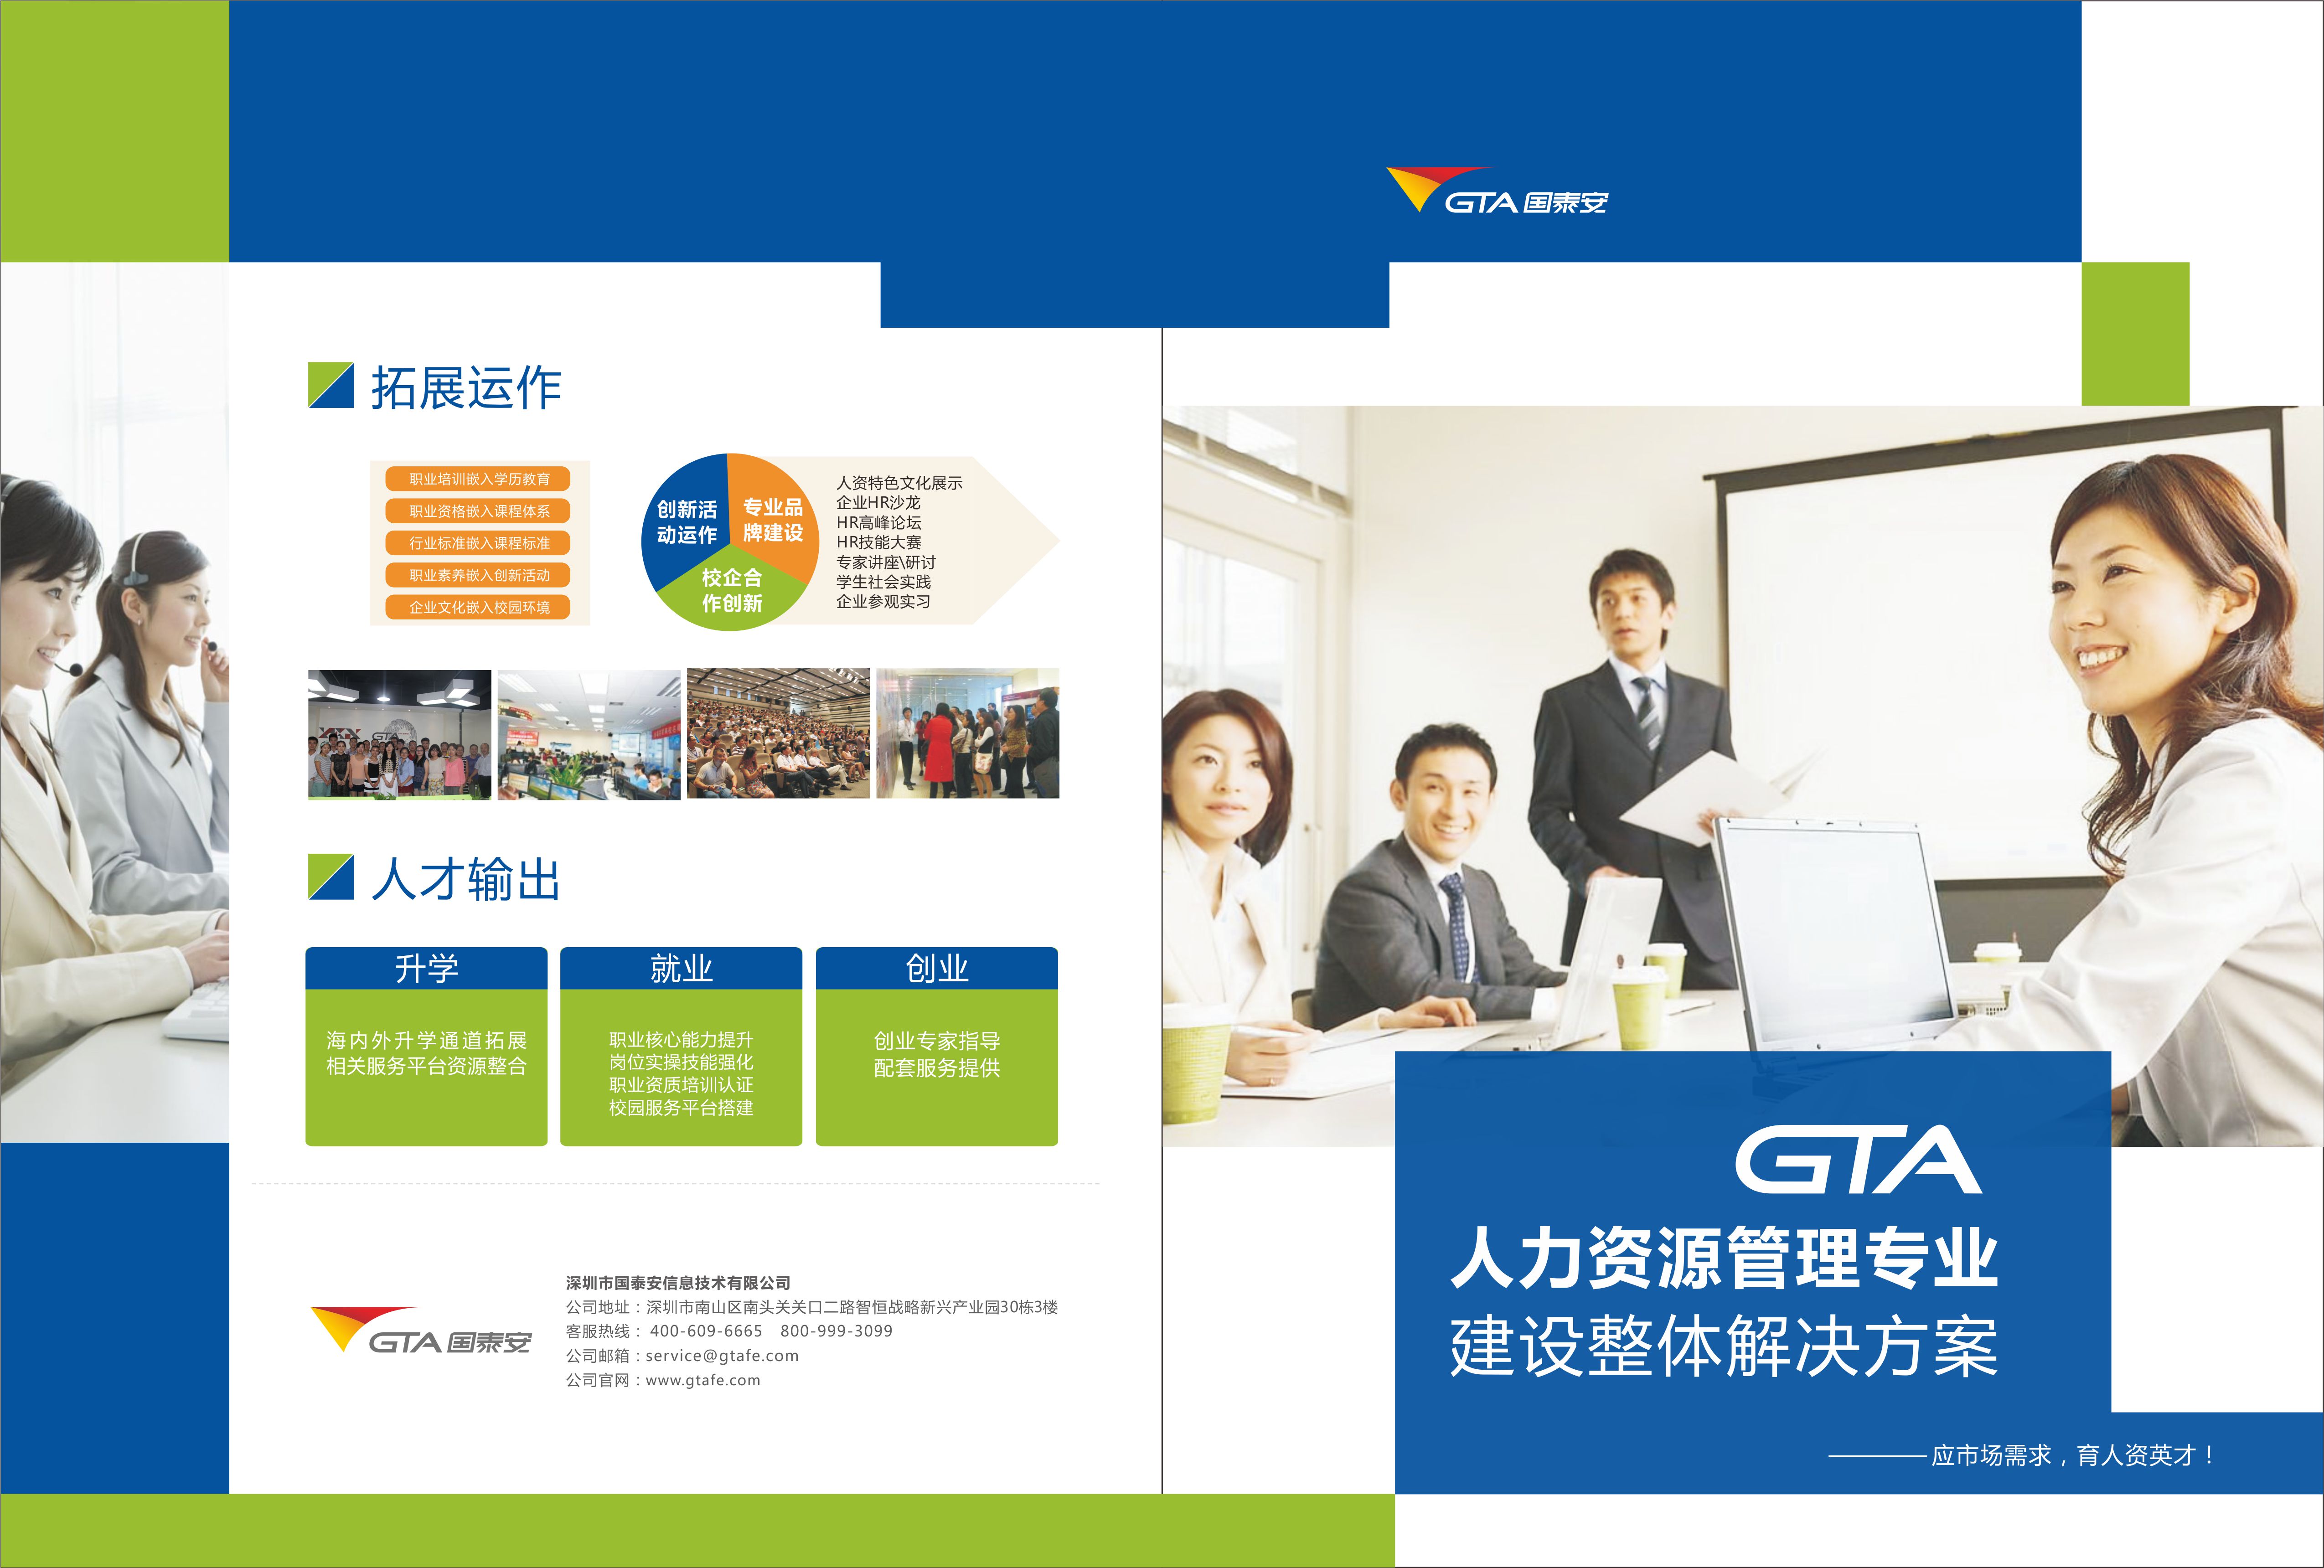 GTA 国泰安
拓展运作
职业培训嵌入学历教育
职业资格嵌入课程体系
行业标准嵌入课程标准
职业素养嵌入创新活动
企业文化嵌入校园环境
创新活
动运作
专业品
牌建设
校企合
作创新
人资特色文化展示
企业HR沙龙
HR高峰论坛
HR技能大赛
专家讲座\研讨
学生社会实践
企业参观实习
GTA
人才输出
升学
海内外升学通道拓展
相关服务平台资源整合
就业
职业核心能力提升
岗位实操技能强化
职业资质培训认证
校园服务平台搭建
创业
创业专家指导
配套服务提供
GTA 国泰安
深圳市国泰安信息技术有限公司
公司地址：深圳市南山区南头关关口二路智恒战略新兴产业园30栋3楼
客服热线： 400-609-6665 800-999-3099
公司邮箱：service@gtafe.com
公司官网：www.gtafe.com
GTA
人力资源管理专业
建设整体解决方案
————应市场需求，育人资英才！